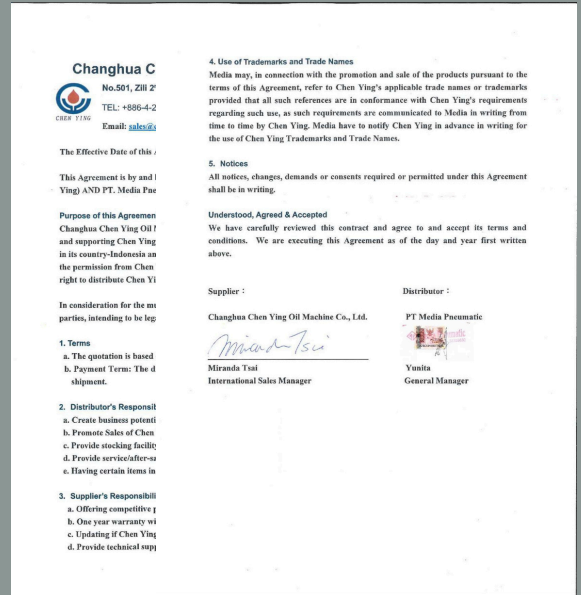 Changhua C
No.501, Zili 2
TEL: +886-4-2
CHEN YING
Email: sales@c
The Effective Date of this
This Agreement is by and
Ying) AND PT. Media Pne
Purpose of this Agreemen
Changhua Chen Ying Oil
and supporting Chen Ying
in its country-Indonesia an
the permission from Chen
right to distribute Chen Yi
In consideration for the mu
parties, intending to be leg
1. Terms
a. The quotation is based
b. Payment Term: The d
shipment.
2. Distributor's Responsib
a. Create business potenti
b. Promote Sales of Chen
c. Provide stocking facility
d. Provide service/after-sa
e. Having certain items in
3. Supplier's Responsibili
a. Offering competitive p
b. One year warranty wi
c. Updating if Chen Ying
d. Provide technical supp
4. Use of Trademarks and Trade Names
Media may, in connection with the promotion and sale of the products pursuant to the
terms of this Agreement, refer to Chen Ying's applicable trade names or trademarks
provided that all such references are in conformance with Chen Ying's requirements
regarding such use, as such requirements are communicated to Media in writing from
time to time by Chen Ying. Media have to notify Chen Ying in advance in writing for
the use of Chen Ying Trademarks and Trade Names.
5. Notices
All notices, changes, demands or consents required or permitted under this Agreement
shall be in writing.
Understood, Agreed & Accepted
We have carefully reviewed this contract and agree to and accept its terms and
conditions. We are executing this Agreement as of the day and year first written
above.
Supplier : Distributor :
Changhua Chen Ying Oil Machine Co., Ltd. PT Media Pneumatic
Miranda Tsai
Miranda Tsai Yunita
International Sales Manager General Manager